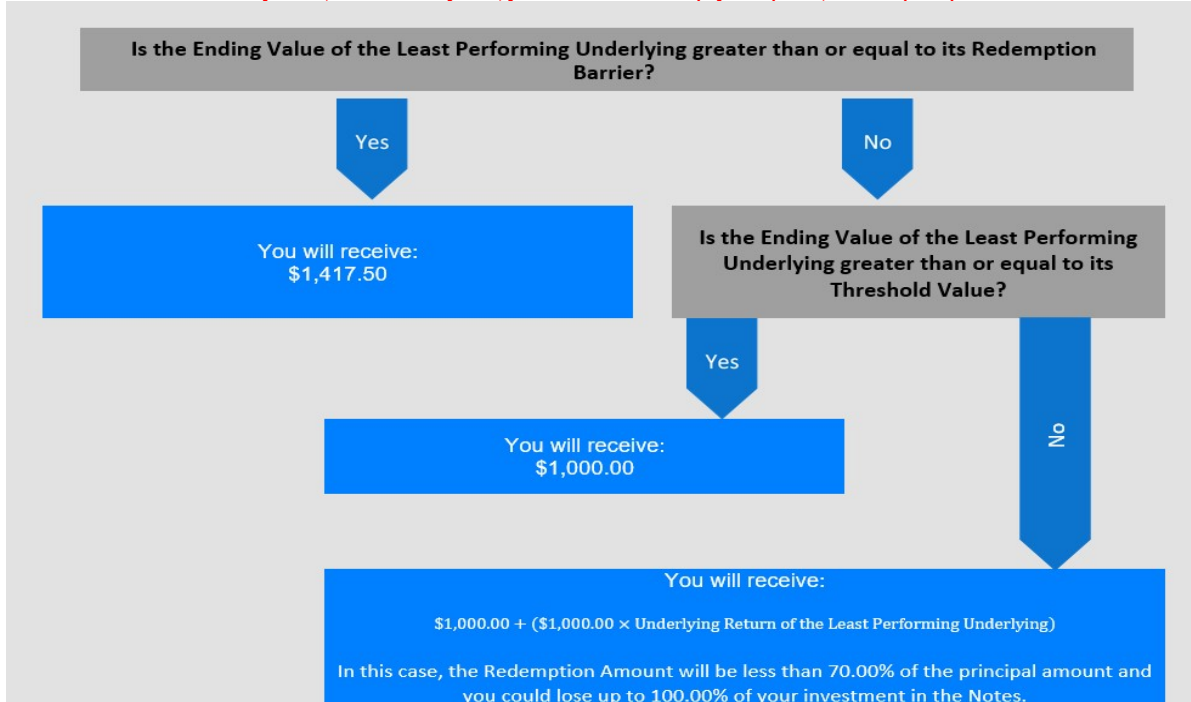 Is the Ending Value of the Least Performing Underlying greater than or equal to its Redemption
Barrier?
Yes
No
You will receive:
$1,417.50
Is the Ending Value of the Least Performing
Underlying greater than or equal to its
Threshold Value?
Yes
No
You will receive:
$1,000.00
You will receive:
$1,000.00 + ($1,000.00 × Underlying Return of the Least Performing Underlying)
In this case, the Redemption Amount will be less than 70.00% of the principal amount and
you could lose up to 100.00% of your investment in the Notes.